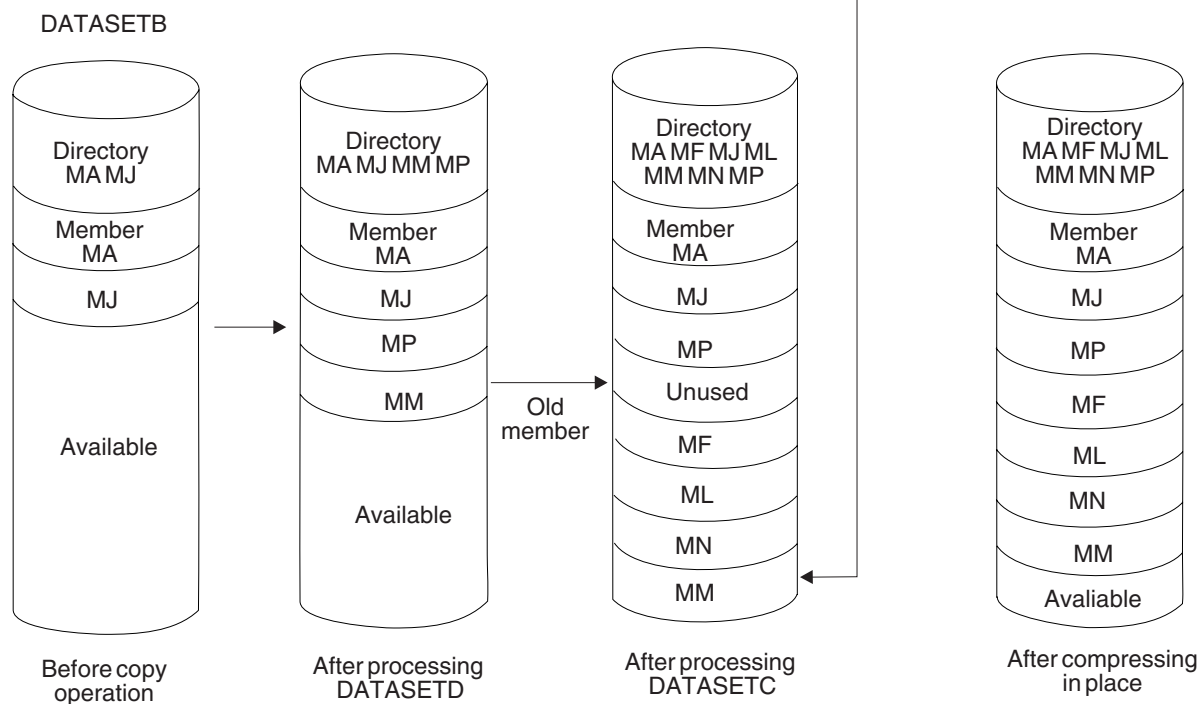 DATASETB
Directory
MA MJ
Member
MA
MJ
Available
Before copy
operation
Directory
MA MJ MM MP
Member
MA
MJ
MP
MM
Available
After processing
DATASETD
Old
member
Directory
MA MF MJ ML
MM MN MP
Member
MA
MJ
MP
Unused
MF
ML
MN
MM
After processing
DATASETC
Directory
MA MF MJ ML
MM MN MP
Member
MA
MJ
MP
MF
ML
MN
MM
Avaliable
After compressing
in place